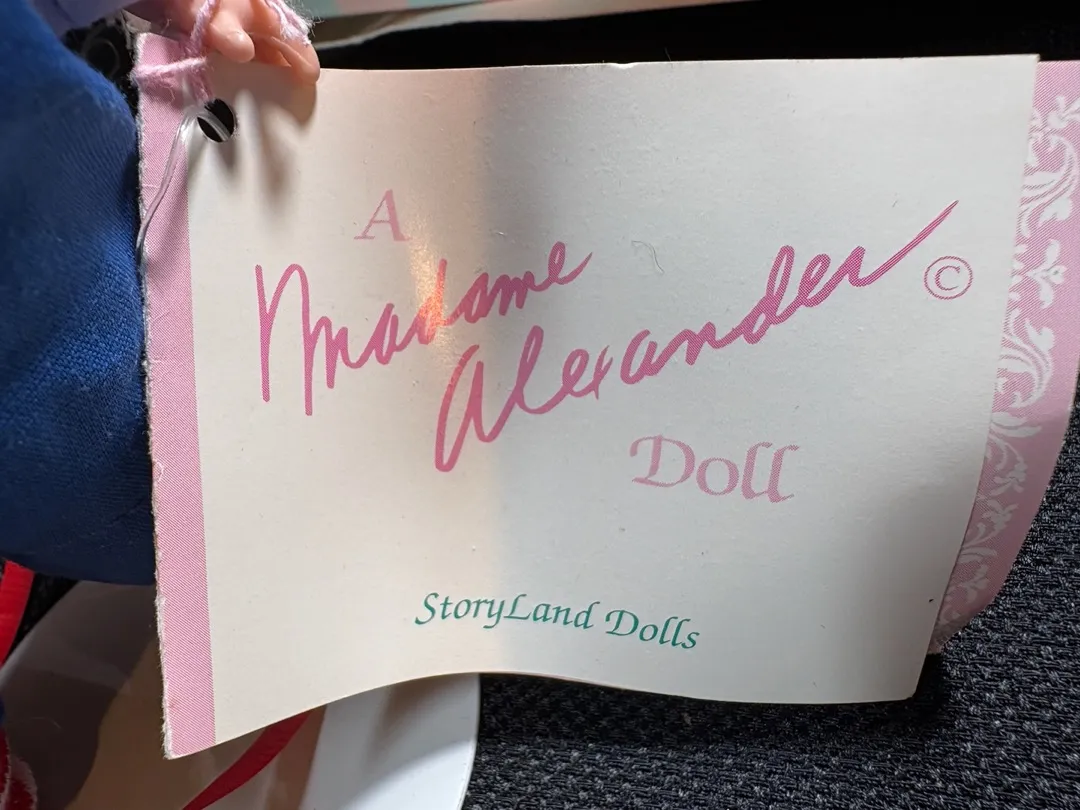 A
Madame
Alexander ©
Doll
StoryLand Dolls